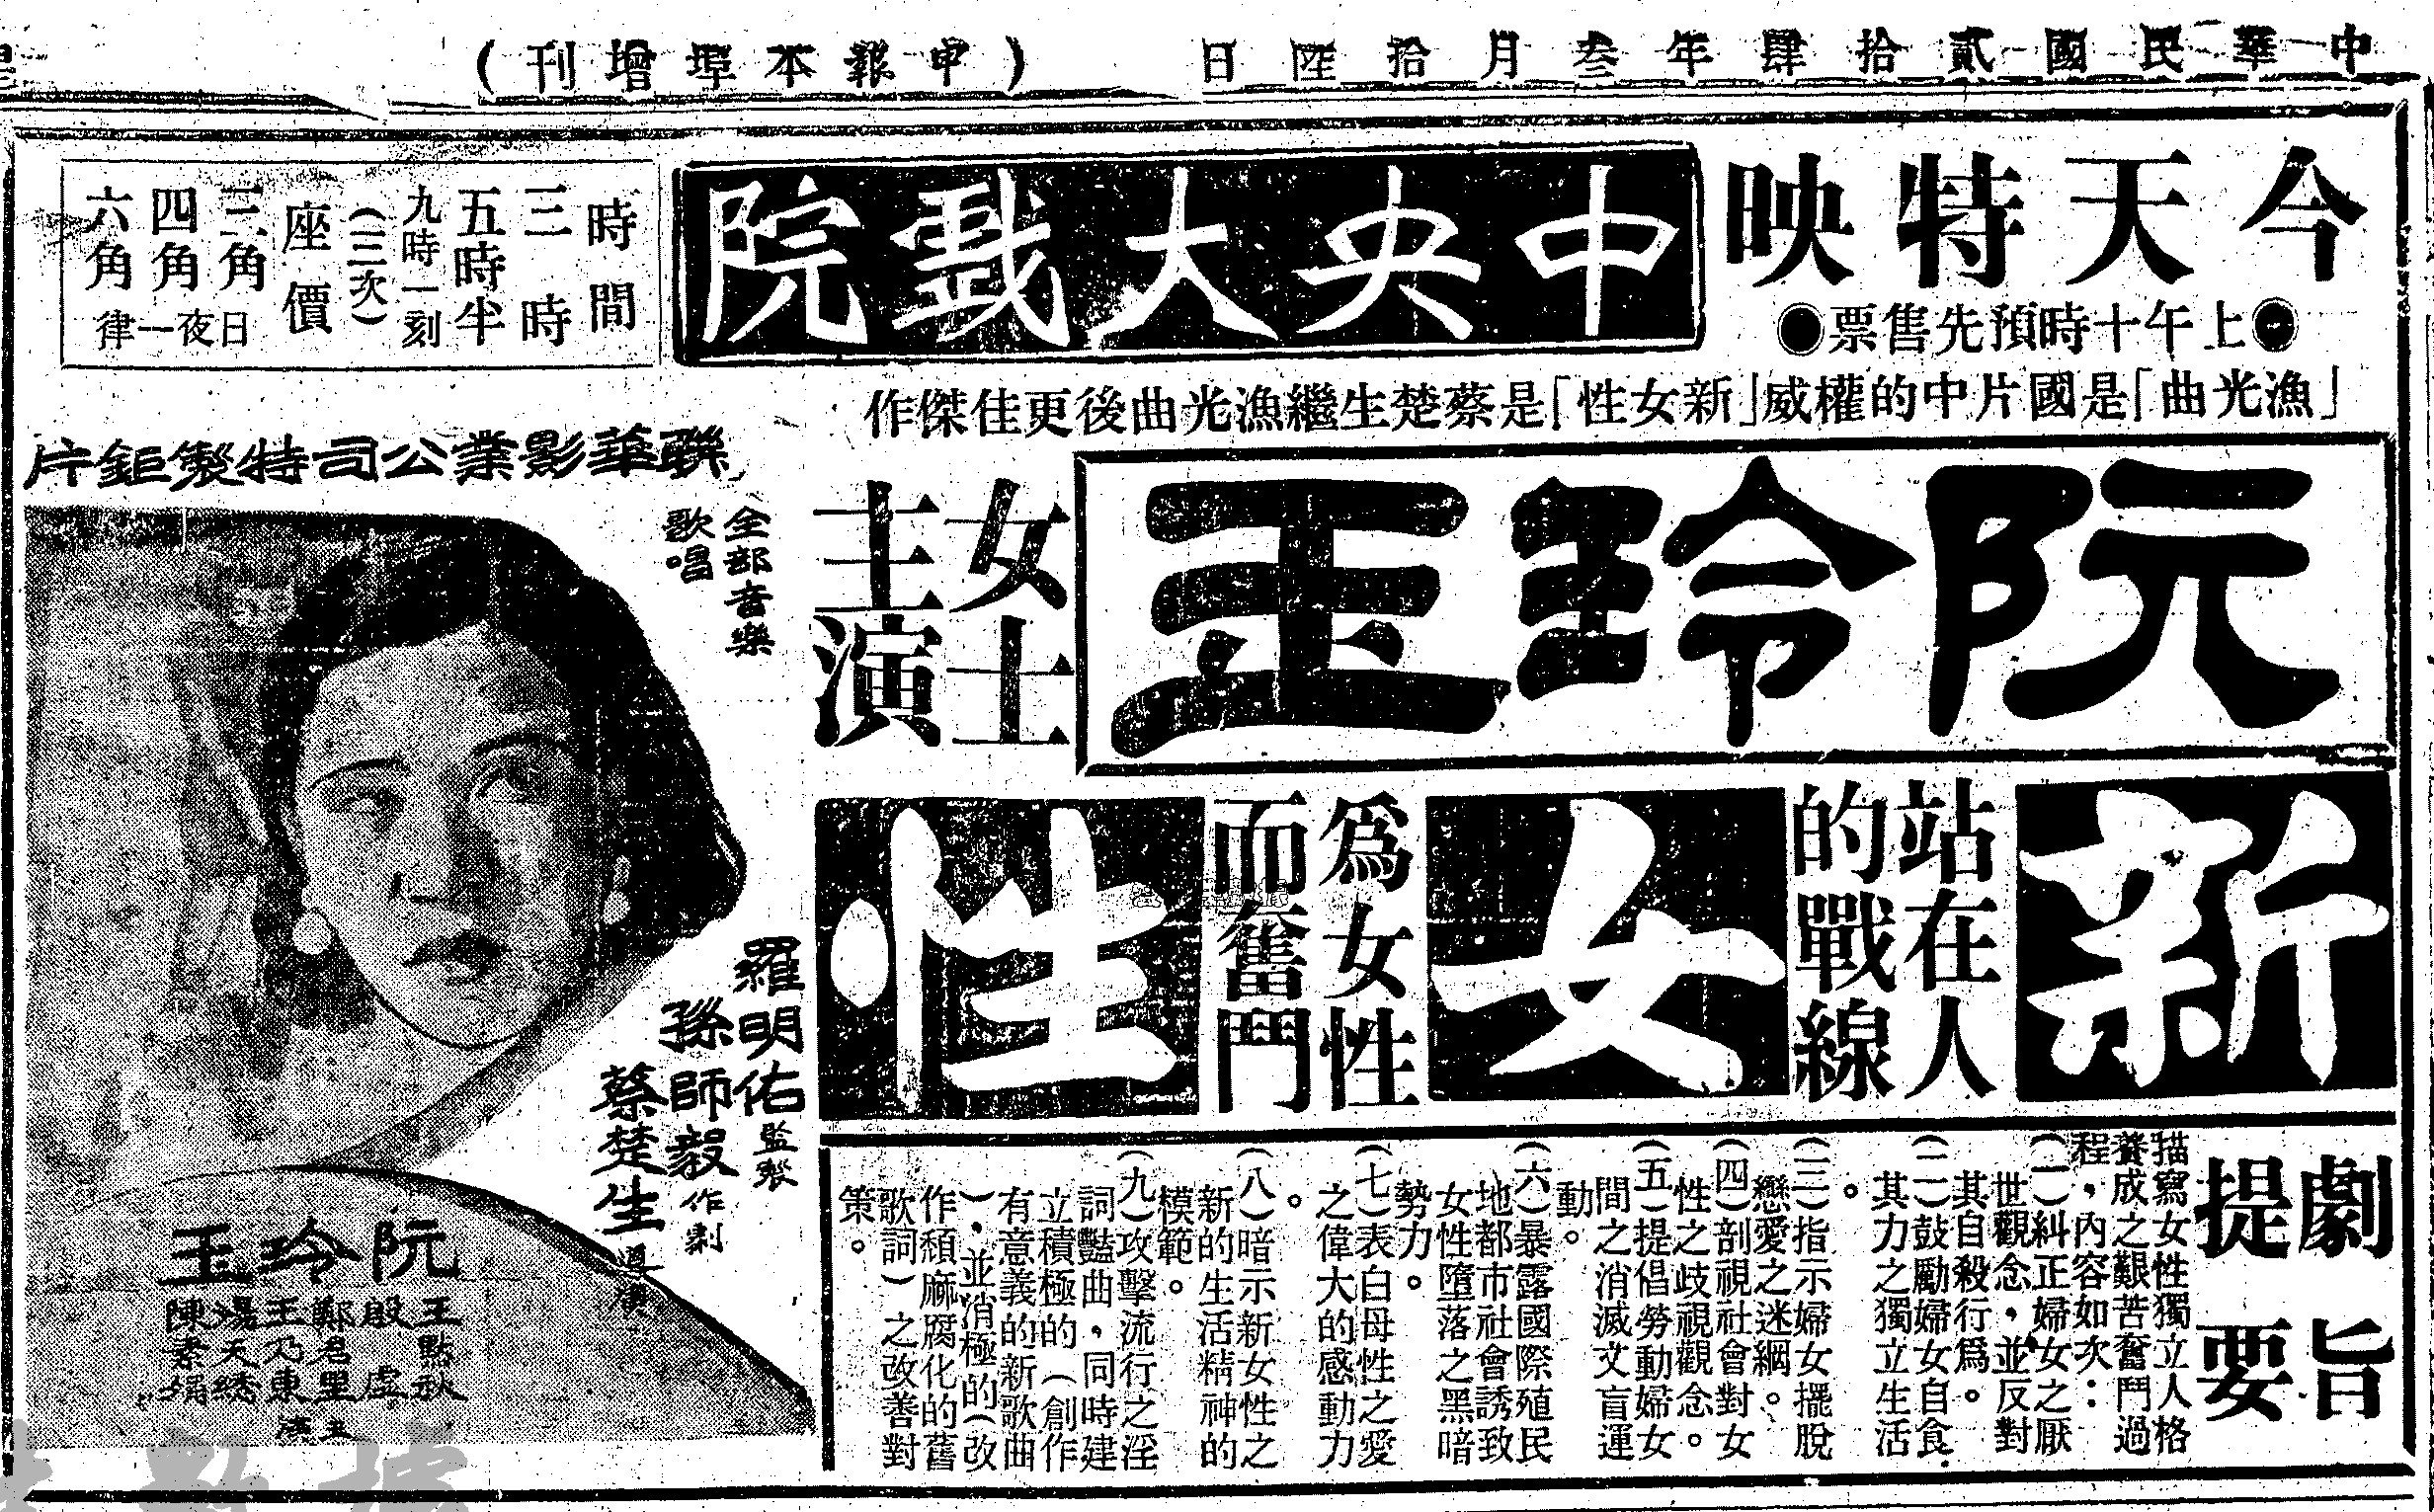 中華民國貳拾肆年叁月拾陸日
(申報本埠增刊)
今天特映
●上午十時預先售票●
中央大戲院
時間
三時
五時半
九時一刻
(三次)
座價
二角
四角
六角
日夜一律
「漁光曲」是國片中的權威「新女性」是蔡楚生繼漁光曲後更佳傑作
阮玲玉
女士
主演
聯華影業公司特製鉅片
全部音樂
歌唱
新
站在人
的戰線
女
為女性
而奮鬥
性
羅明佑監製
孫師毅作劇
蔡楚生導演
阮玲玉
王默秋
殷虛
鄭君里
王乃東
湯天綉
陳素娟
主演
劇旨
提要
描寫女性獨立人格
養成之艱苦奮鬥過
程，內容如次：
(一)糾正婦女之厭
世觀念，並反對
其自殺行爲。
(二)鼓勵婦女自食
其力之獨立生活
。
(三)指示婦女擺脫
戀愛之迷網。
(四)剖視社會對女
性之歧視觀念。
(五)提倡勞動婦女
間之消滅文盲運
動。
(六)暴露國際殖民
地都市社會誘致
女性墮落之黑暗
勢力。
(七)表白母性之愛
之偉大的感動力
。
(八)暗示新女性之
新的生活精神的
模範。
(九)攻擊流行之淫
詞豔曲，同時建
立積極的(創作
有意義的新歌曲
)，並消極的(改
作頹靡腐化的舊
歌詞)之改善對
策。